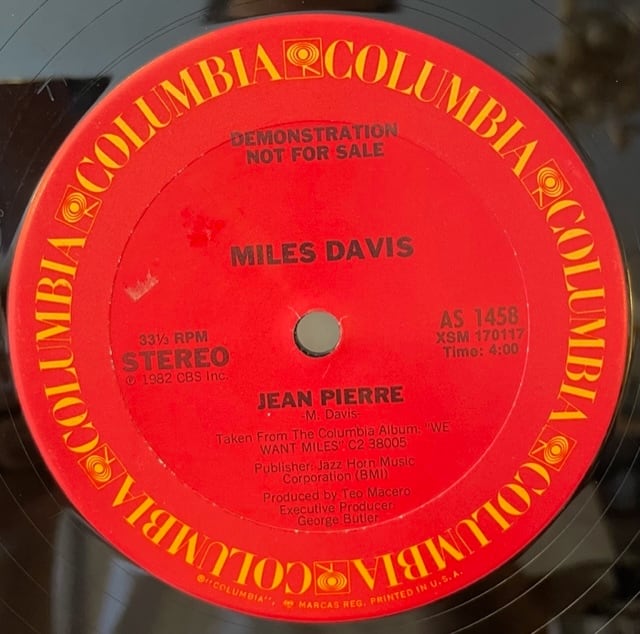 COLUMBIA COLUMBIA COLUMBIA COLUMBIA COLUMBIA COLUMBIA COLUMBIA COLUMBIA
DEMONSTRATION
NOT FOR SALE
MILES DAVIS
33⅓ RPM
STEREO
℗ 1982 CBS Inc.
AS 1458
XSM 170117
Time: 4:00
JEAN PIERRE
-M. Davis-
Taken From The Columbia Album: "WE
WANT MILES" C2 38005
Publisher: Jazz Horn Music
Corporation (BMI)
Produced by Teo Macero
Executive Producer:
George Butler
®"COLUMBIA", MARCAS REG. PRINTED IN U.S.A.